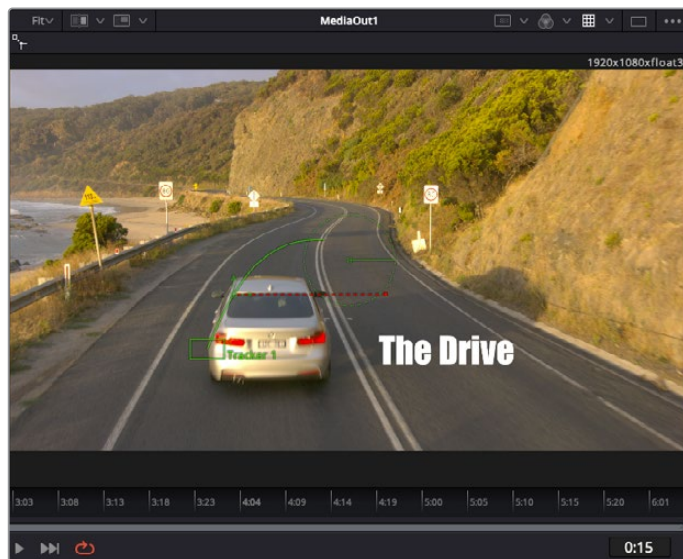 Fit MediaOut1
1920x1080xfloat3
Tracker 1
The Drive
3:03 3:08 3:13 3:18 3:23 4:04 4:09 4:14 4:19 5:00 5:05 5:10 5:15 5:20 6:01
0:15